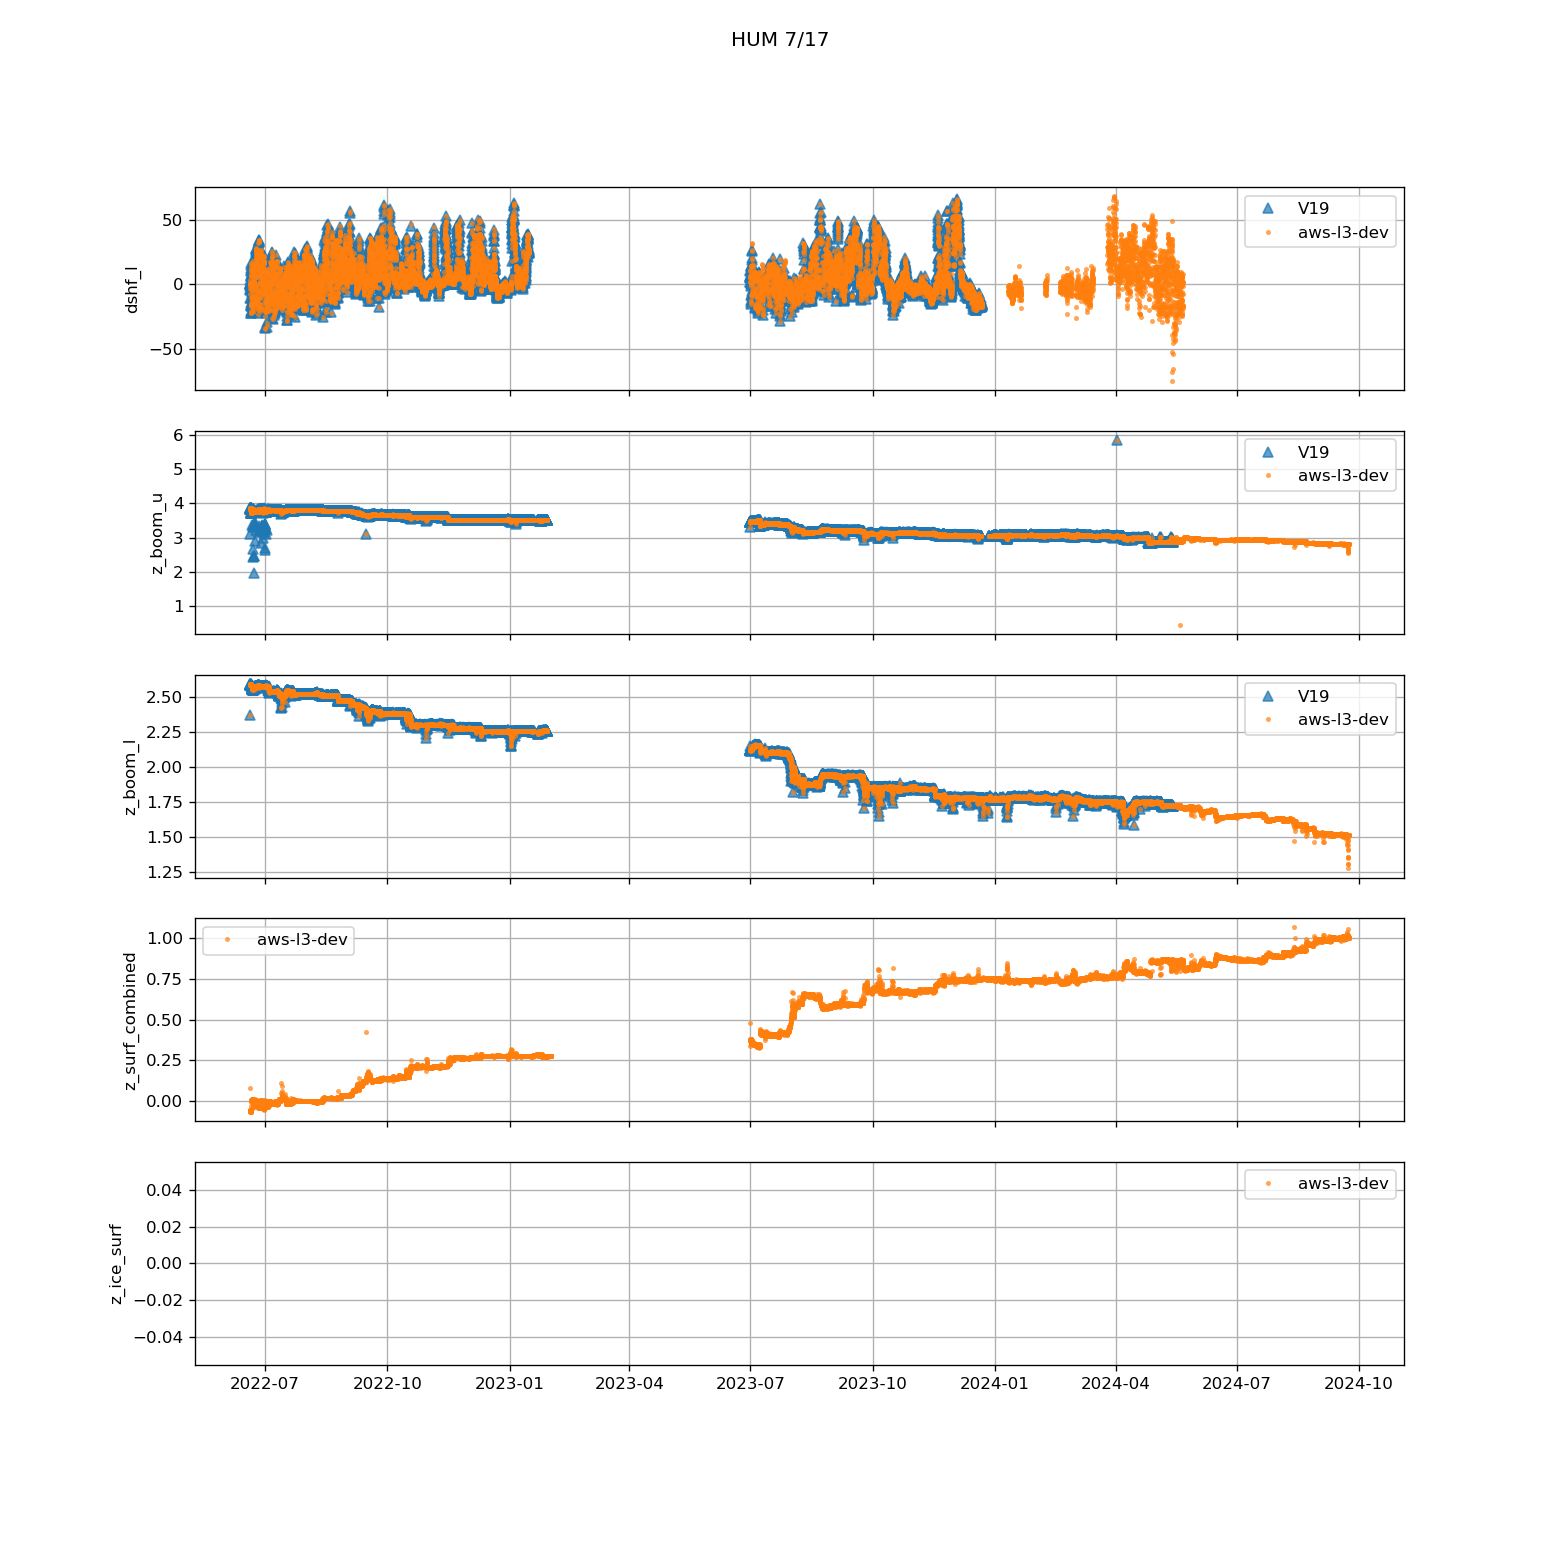 HUM 7/17
dshf_l
50
0
−50
V19
aws-l3-dev
z_boom_u
6
5
4
3
2
1
V19
aws-l3-dev
z_boom_l
2.50
2.25
2.00
1.75
1.50
1.25
V19
aws-l3-dev
z_surf_combined
1.00
0.75
0.50
0.25
0.00
aws-l3-dev
z_ice_surf
0.04
0.02
0.00
−0.02
−0.04
aws-l3-dev
2022-07 2022-10 2023-01 2023-04 2023-07 2023-10 2024-01 2024-04 2024-07 2024-10